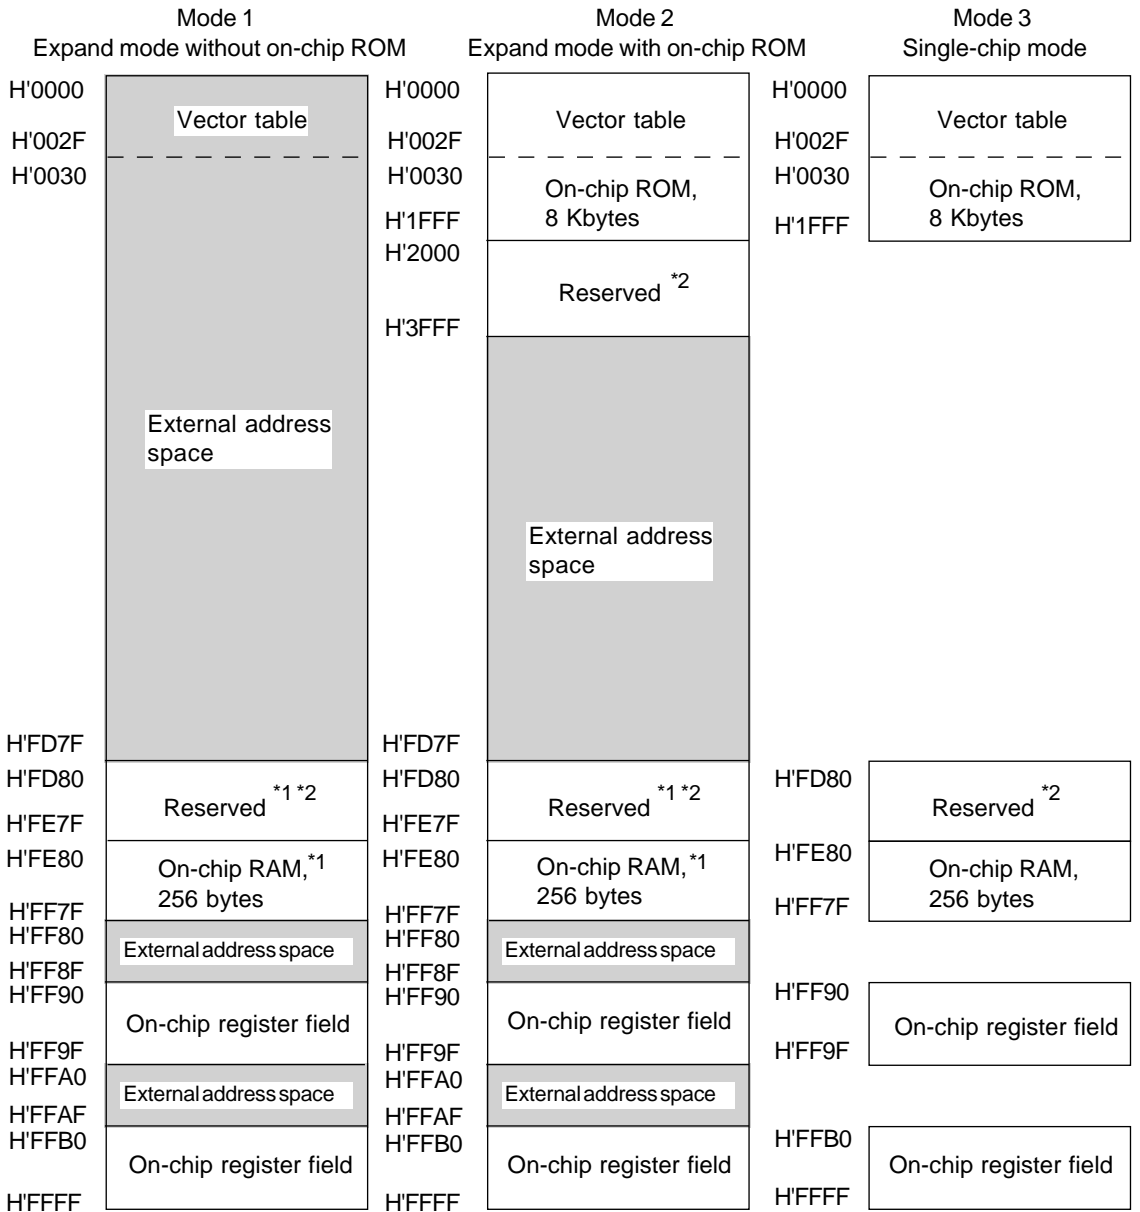 Mode 1
Expand mode without on-chip ROM
H'0000
Vector table
H'002F
H'0030
External address
space
H'FD7F
H'FD80
Reserved *1 *2
H'FE7F
H'FE80
On-chip RAM,*1
256 bytes
H'FF7F
H'FF80
External address space
H'FF8F
H'FF90
On-chip register field
H'FF9F
H'FFA0
External address space
H'FFAF
H'FFB0
On-chip register field
H'FFFF
Mode 2
Expand mode with on-chip ROM
H'0000
Vector table
H'002F
H'0030
On-chip ROM,
8 Kbytes
H'1FFF
H'2000
Reserved *2
H'3FFF
External address
space
H'FD7F
H'FD80
Reserved *1 *2
H'FE7F
H'FE80
On-chip RAM,*1
256 bytes
H'FF7F
H'FF80
External address space
H'FF8F
H'FF90
On-chip register field
H'FF9F
H'FFA0
External address space
H'FFAF
H'FFB0
On-chip register field
H'FFFF
Mode 3
Single-chip mode
H'0000
Vector table
H'002F
H'0030
On-chip ROM,
8 Kbytes
H'1FFF
H'FD80
Reserved *2
H'FE80
On-chip RAM,
256 bytes
H'FF7F
H'FF90
On-chip register field
H'FF9F
H'FFB0
On-chip register field
H'FFFF